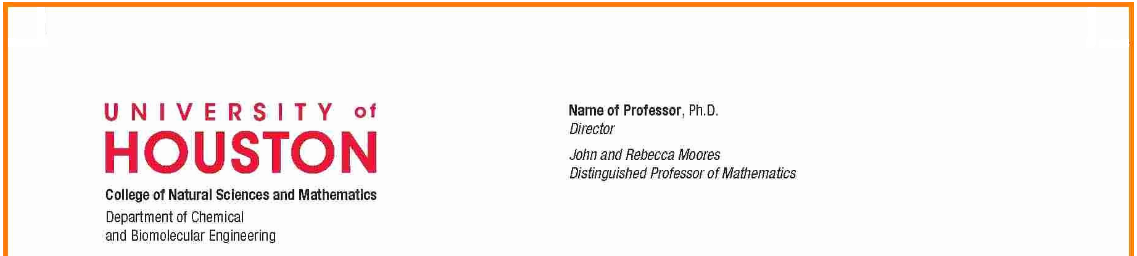 UNIVERSITY of
HOUSTON
College of Natural Sciences and Mathematics
Department of Chemical
and Biomolecular Engineering
Name of Professor, Ph.D.
Director
John and Rebecca Moores
Distinguished Professor of Mathematics